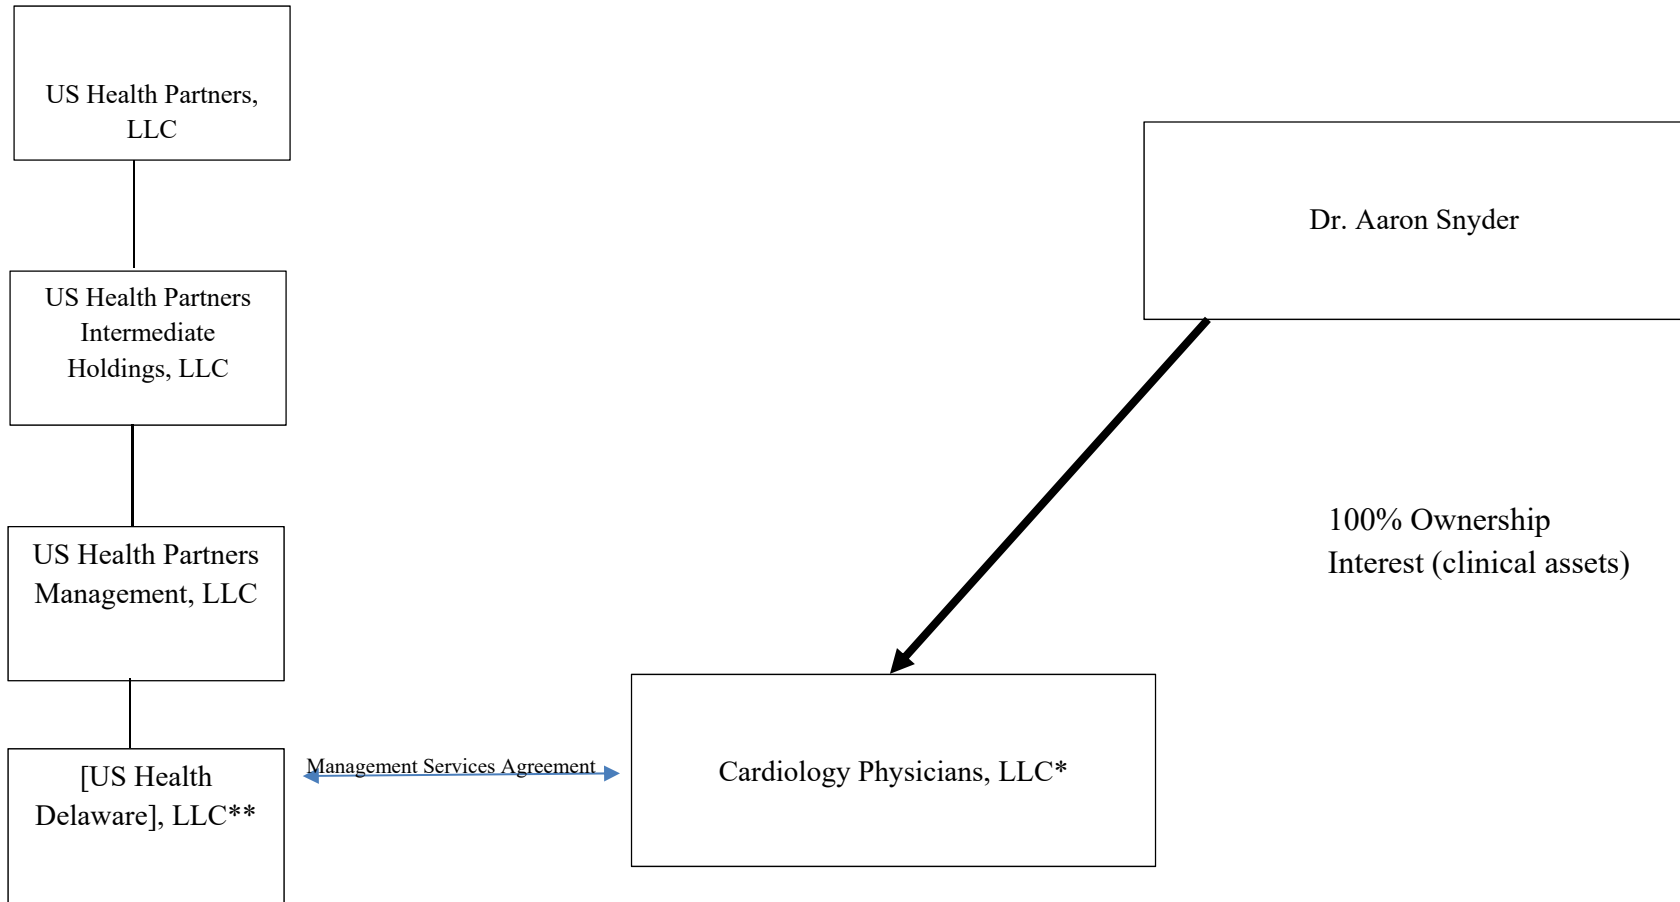 US Health Partners,
LLC
Dr. Aaron Snyder
US Health Partners
Intermediate
Holdings, LLC
100% Ownership
Interest (clinical assets)
US Health Partners
Management, LLC
[US Health
Delaware], LLC**
Management Services Agreement
Cardiology Physicians, LLC*